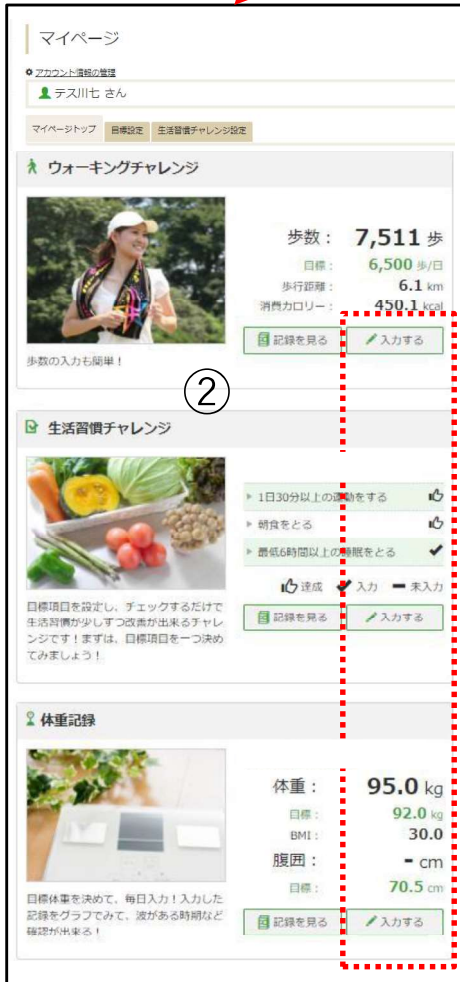 マイページ
アカウント情報の管理
テス川七 さん
マイページトップ 目標設定 生活習慣チャレンジ設定
ウォーキングチャレンジ
歩数： 7,511 歩
目標： 6,500 歩/日
歩行距離： 6.1 km
消費カロリー： 450.1 kcal
記録を見る 入力する
歩数の入力も簡単！
②
生活習慣チャレンジ
1日30分以上の運動をする
朝食をとる
最低6時間以上の睡眠をとる
達成 入力 未入力
目標項目を設定し、チェックするだけで
生活習慣が少しずつ改善が出来るチャレ
ンジです！まずは、目標項目を一つ決め
てみましょう！
記録を見る 入力する
体重記録
体重： 95.0 kg
目標： 92.0 kg
BMI： 30.0
腹囲： - cm
目標： 70.5 cm
目標体重を決めて、毎日入力！入力した
記録をグラフでみて、波がある時期など
確認が出来る！
記録を見る 入力する